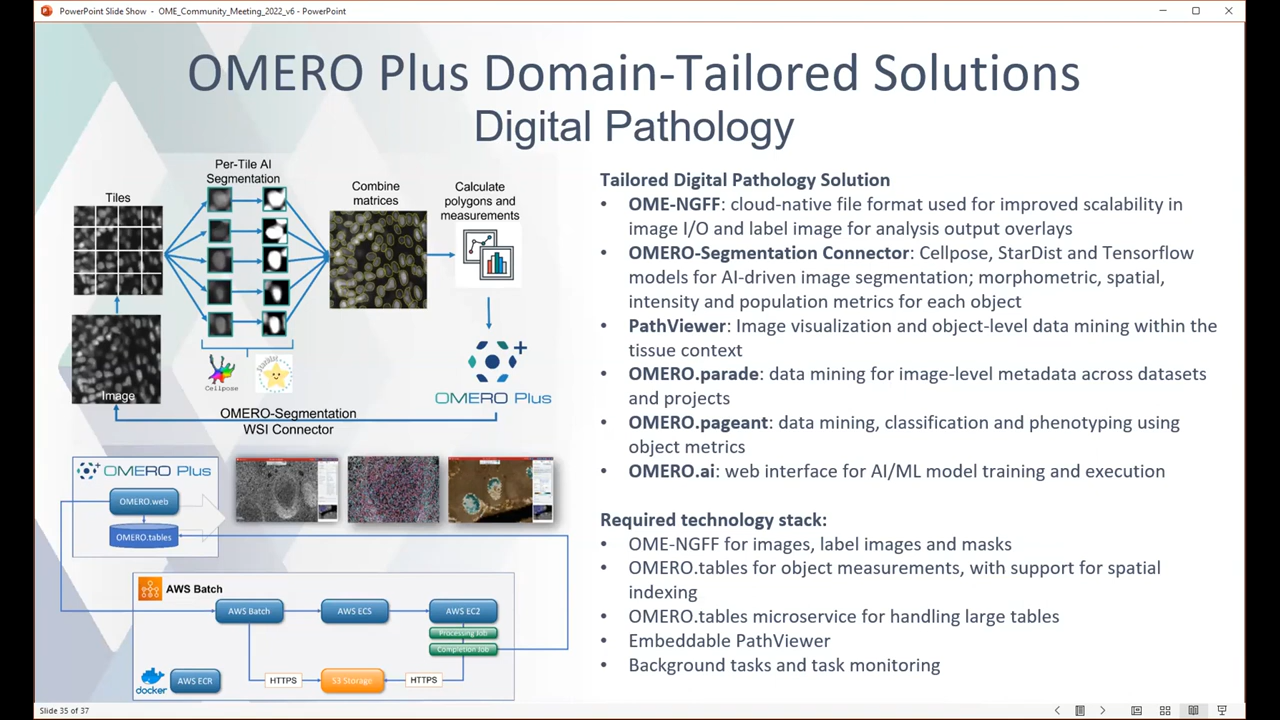 PowerPoint Slide Show - OME_Community_Meeting_2022_v6 - PowerPoint
OMERO Plus Domain-Tailored Solutions
Digital Pathology
Tiles
Per-Tile AI
Segmentation
Combine
matrices
Calculate
polygons and
measurements
Image
Cellpose
StarDist
OMERO Plus
OMERO-Segmentation
WSI Connector
OMERO Plus
OMERO.web
OMERO.tables
AWS Batch
AWS Batch
AWS ECS
AWS EC2
Processing Job
Completion Job
docker
AWS ECR
HTTPS
S3 Storage
HTTPS
Tailored Digital Pathology Solution
• OME-NGFF: cloud-native file format used for improved scalability in
image I/O and label image for analysis output overlays
• OMERO-Segmentation Connector: Cellpose, StarDist and Tensorflow
models for AI-driven image segmentation; morphometric, spatial,
intensity and population metrics for each object
• PathViewer: Image visualization and object-level data mining within the
tissue context
• OMERO.parade: data mining for image-level metadata across datasets
and projects
• OMERO.pageant: data mining, classification and phenotyping using
object metrics
• OMERO.ai: web interface for AI/ML model training and execution
Required technology stack:
• OME-NGFF for images, label images and masks
• OMERO.tables for object measurements, with support for spatial
indexing
• OMERO.tables microservice for handling large tables
• Embeddable PathViewer
• Background tasks and task monitoring
Slide 35 of 37